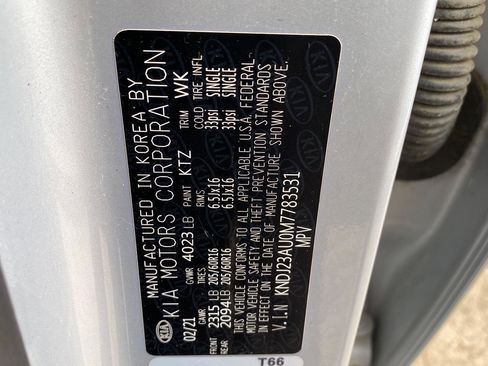 MANUFACTURED IN KOREA BY
KIA MOTORS CORPORATION
KIA
02/21 GVWR 4023 LB PAINT KTZ TRIM WK
GAWR TIRES RIMS COLD TIRE INFL.
FRONT 2315 LB 205/60R16 6.5Jx16 33psi SINGLE
REAR 2094 LB 205/60R16 6.5Jx16 33psi SINGLE
THIS VEHICLE CONFORMS TO ALL APPLICABLE U.S.A. FEDERAL
MOTOR VEHICLE SAFETY AND THEFT PREVENTION STANDARDS
IN EFFECT ON THE DATE OF MANUFACTURE SHOWN ABOVE.
V.I.N: KNDJ23AU0M7783531
MPV
T66